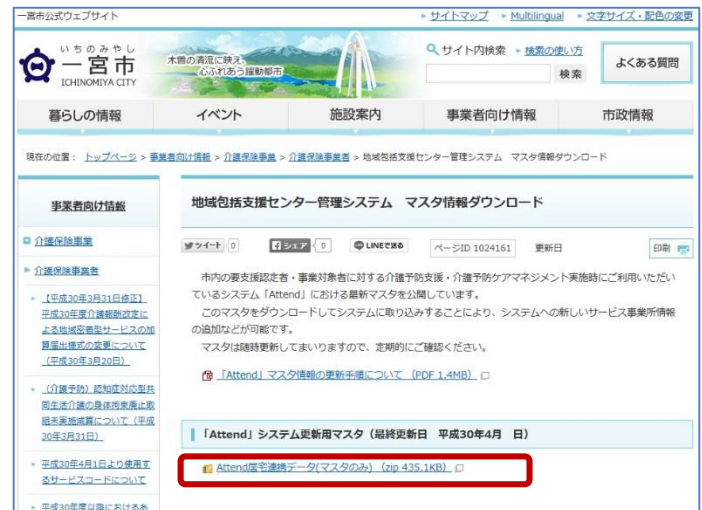 一宮市公式ウェブサイト
サイトマップ Multilingual 文字サイズ・配色の変更
いちのみやし
一宮市
ICHINOMIYA CITY
木曽の清流に映え、
心ふれあう躍動都市
サイト内検索 検索の使い方
検索
よくある質問
暮らしの情報 イベント 施設案内 事業者向け情報 市政情報
現在の位置： トップページ > 事業者向け情報 > 介護保険事業 > 介護保険事業者 > 地域包括支援センター管理システム　マスタ情報ダウンロード
事業者向け情報
介護保険事業
介護保険事業者
【平成30年3月31日修正】
平成30年度介護報酬改定に
よる地域密着型サービスの加
算届出様式の変更について
（平成30年3月20日）
（介護予防）認知症対応型共
同生活介護の身体拘束廃止取
組未実施減算について（平成
30年3月31日）
平成30年4月1日より使用す
るサービスコードについて
平成30年度以降におけるあ
地域包括支援センター管理システム　マスタ情報ダウンロード
ツイート 0 シェア 0 LINEで送る ページID 1024161 更新日 印刷
市内の要支援認定者・事業対象者に対する介護予防支援・介護予防ケアマネジメント実施時にご利用いただい
ているシステム「Attend」における最新マスタを公開しています。
このマスタをダウンロードしてシステムに取り込みすることにより、システムへの新しいサービス事業所情報
の追加などが可能です。
マスタは随時更新してまいりますので、定期的にご確認ください。
「Attend」マスタ情報の更新手順について （PDF 1.4MB）
「Attend」システム更新用マスタ（最終更新日　平成30年4月　日）
Attend居宅連携データ(マスタのみ) （zip 435.1KB）